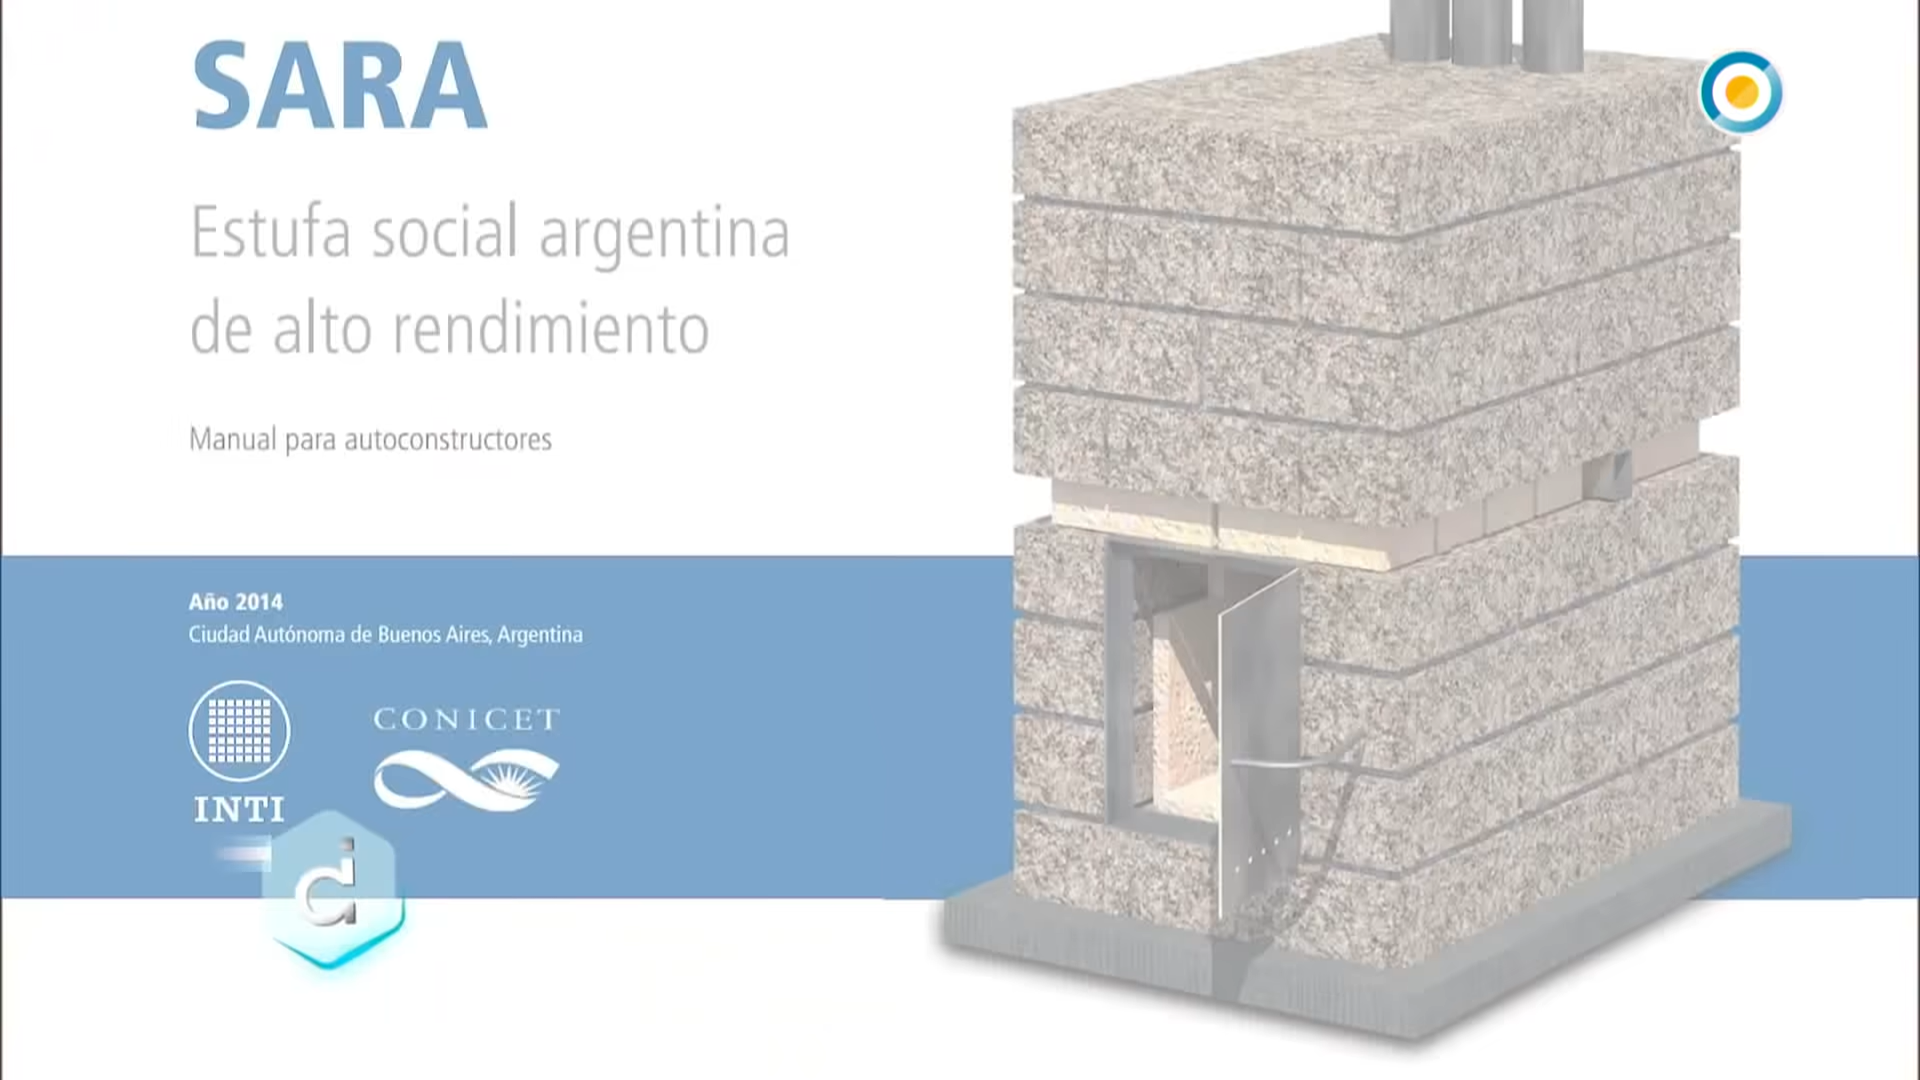 SARA
Estufa social argentina
de alto rendimiento
Manual para autoconstructores
Año 2014
Ciudad Autónoma de Buenos Aires, Argentina
INTI
CONICET